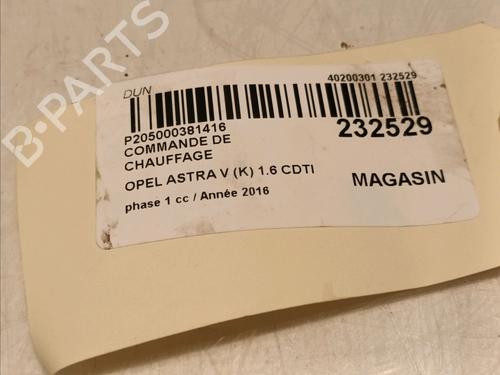 B-PARTS
DUN
40200301 232529
P205000381416
232529
COMMANDE DE
CHAUFFAGE
OPEL ASTRA V (K) 1.6 CDTI
MAGASIN
phase 1 cc / Année 2016